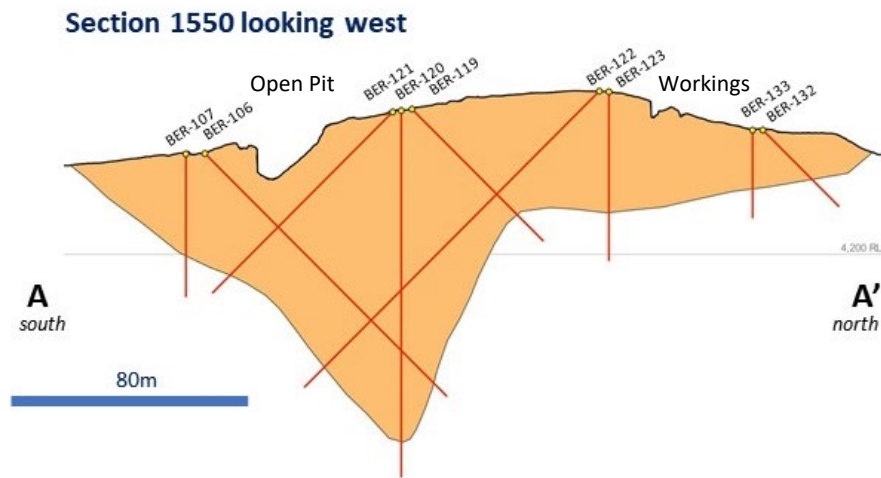 Section 1550 looking west
Open Pit
Workings
BER-107
BER-106
BER-121
BER-120
BER-119
BER-122
BER-123
BER-133
BER-132
4,200 RL
A
south
A'
north
80m